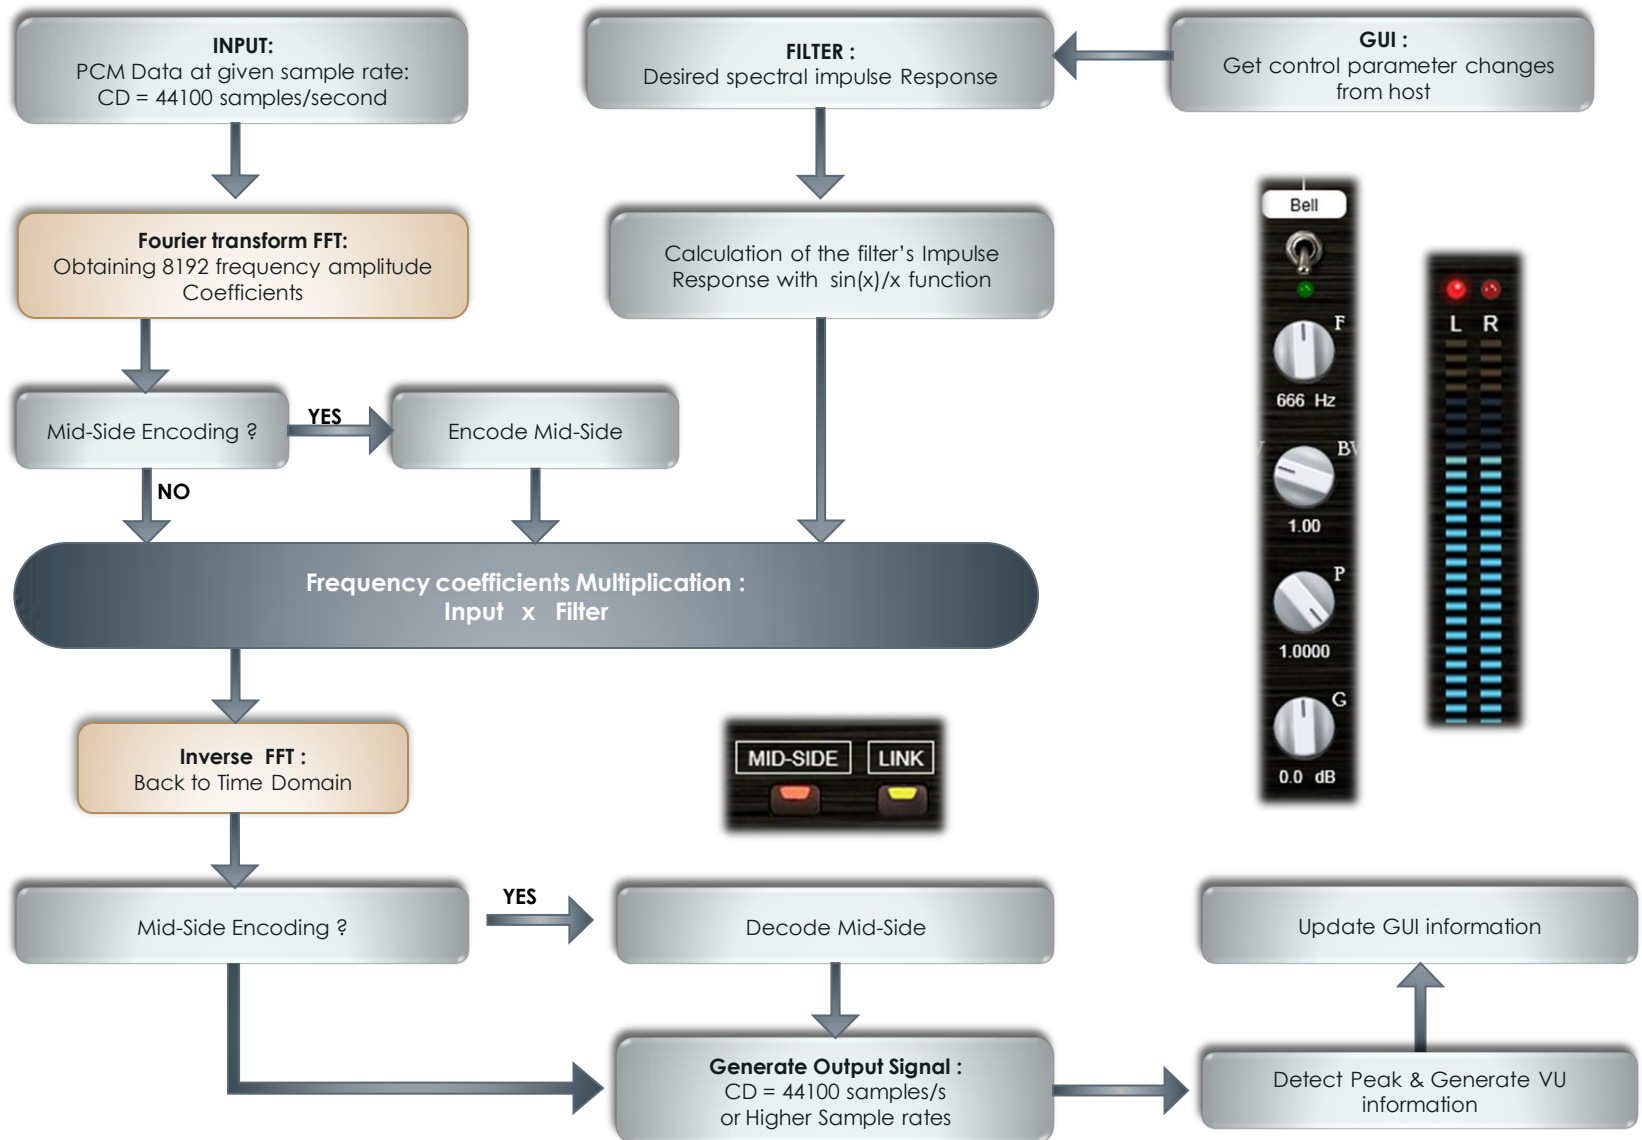 INPUT:
PCM Data at given sample rate:
CD = 44100 samples/second
FILTER :
Desired spectral impulse Response
GUI :
Get control parameter changes
from host
Fourier transform FFT:
Obtaining 8192 frequency amplitude
Coefficients
Calculation of the filter's Impulse
Response with sin(x)/x function
Bell
F
666 Hz
BV
1.00
P
1.0000
G
0.0 dB
L R
Mid-Side Encoding ?
YES
Encode Mid-Side
NO
Frequency coefficients Multiplication :
Input x Filter
Inverse FFT :
Back to Time Domain
MID-SIDE LINK
Mid-Side Encoding ?
YES
Decode Mid-Side
Update GUI information
Generate Output Signal :
CD = 44100 samples/s
or Higher Sample rates
Detect Peak & Generate VU
information